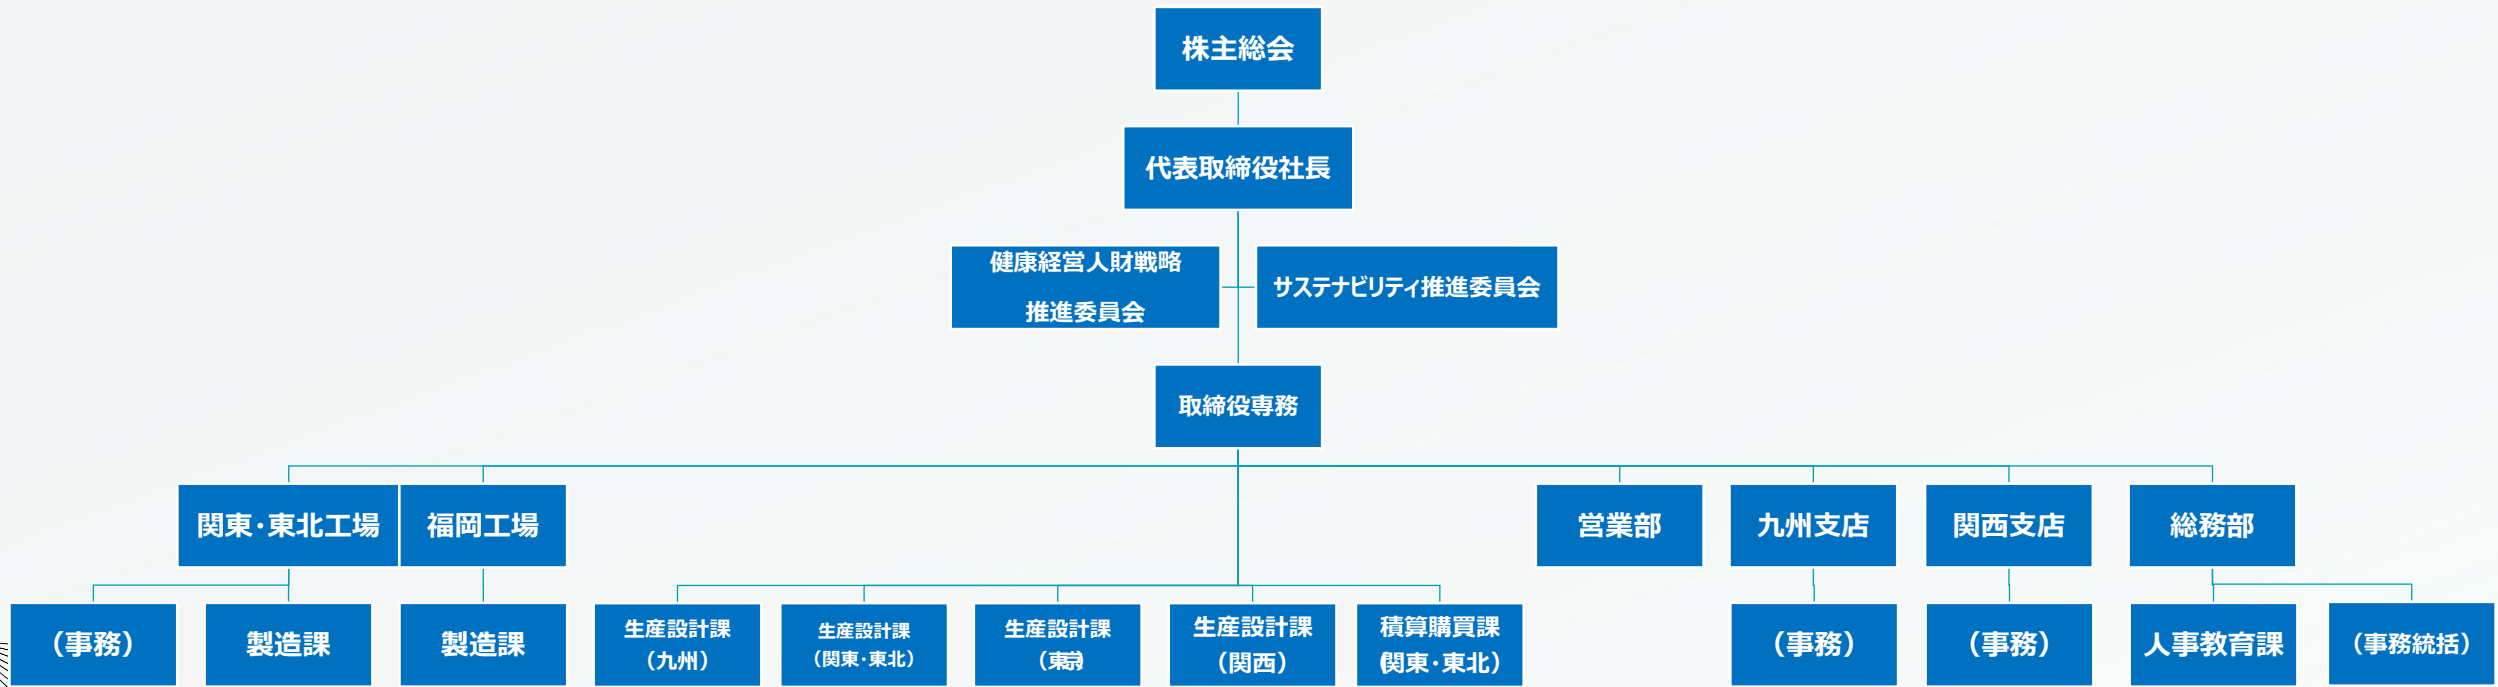 株主総会
代表取締役社長
健康経営人財戦略
推進委員会
サステナビリティ推進委員会
取締役専務
関東・東北工場
福岡工場
営業部
九州支店
関西支店
総務部
（事務）
製造課
製造課
生産設計課
（九州）
生産設計課
（関東・東北）
生産設計課
（東京）
生産設計課
（関西）
積算購買課
（関東・東北）
（事務）
（事務）
人事教育課
（事務統括）